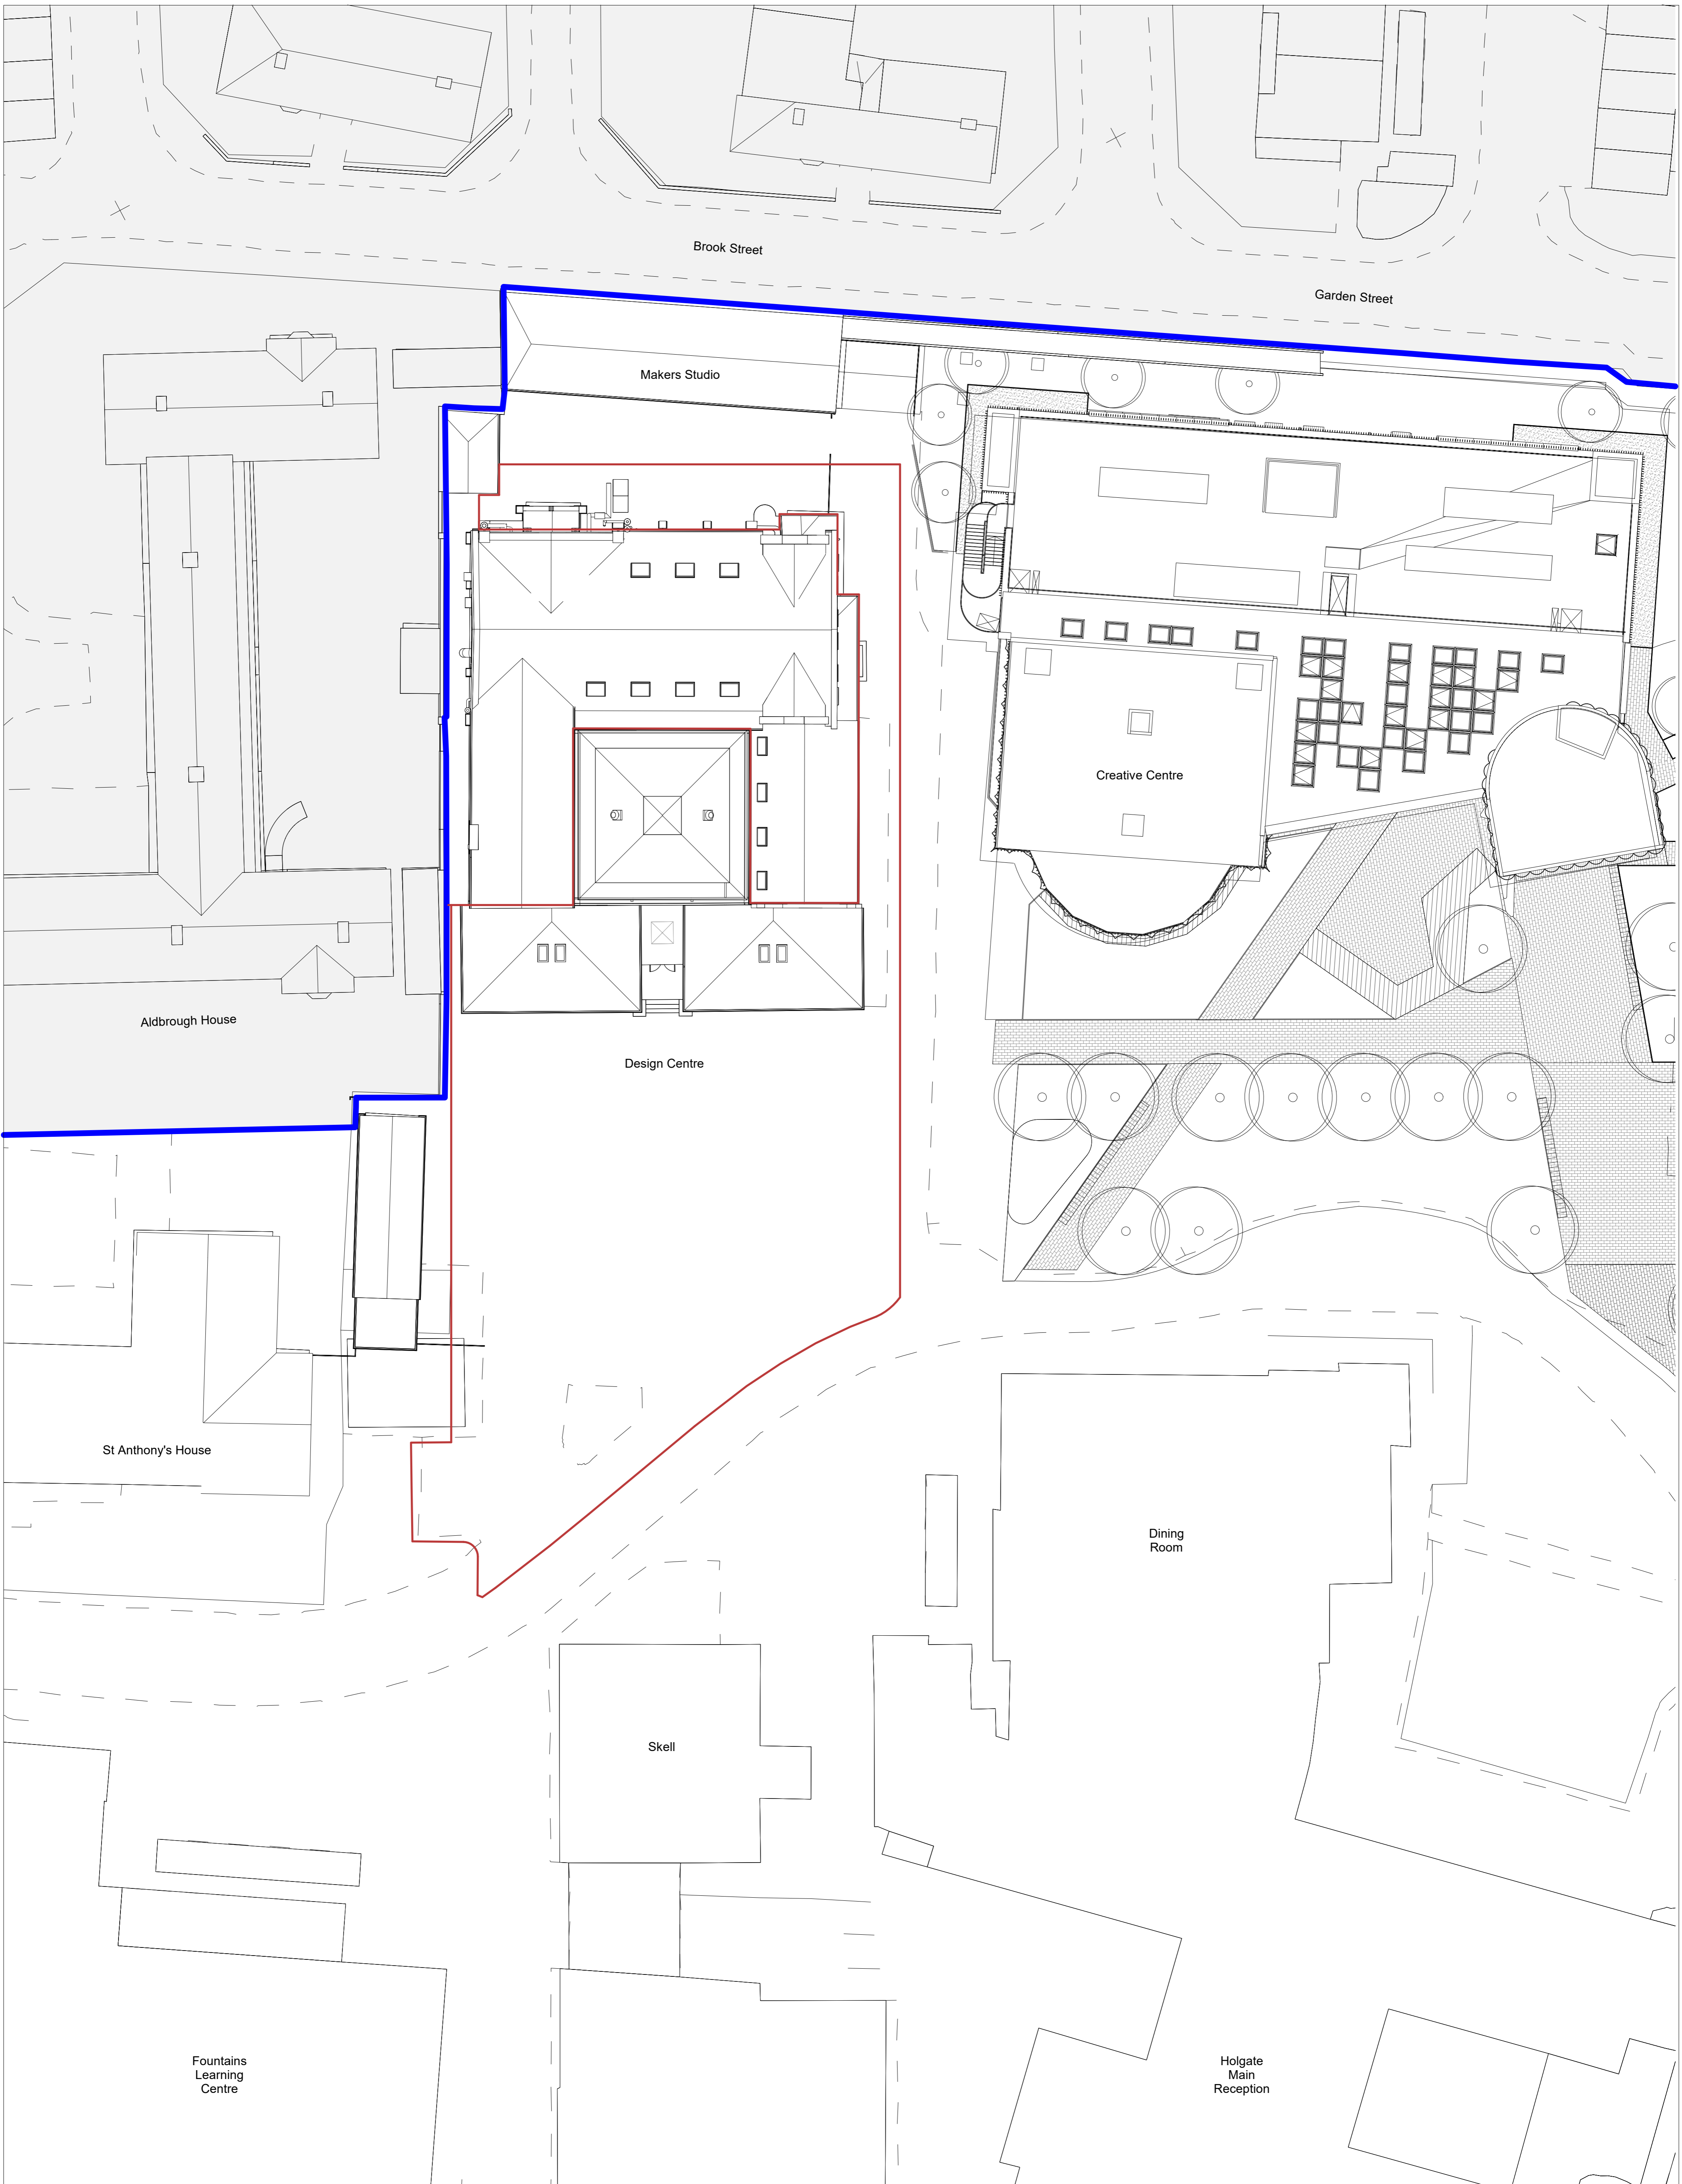 Brook Street
Garden Street
Makers Studio
Creative Centre
Aldbrough House
Design Centre
St Anthony's House
Dining
Room
Skell
Fountains
Learning
Centre
Holgate
Main
Reception